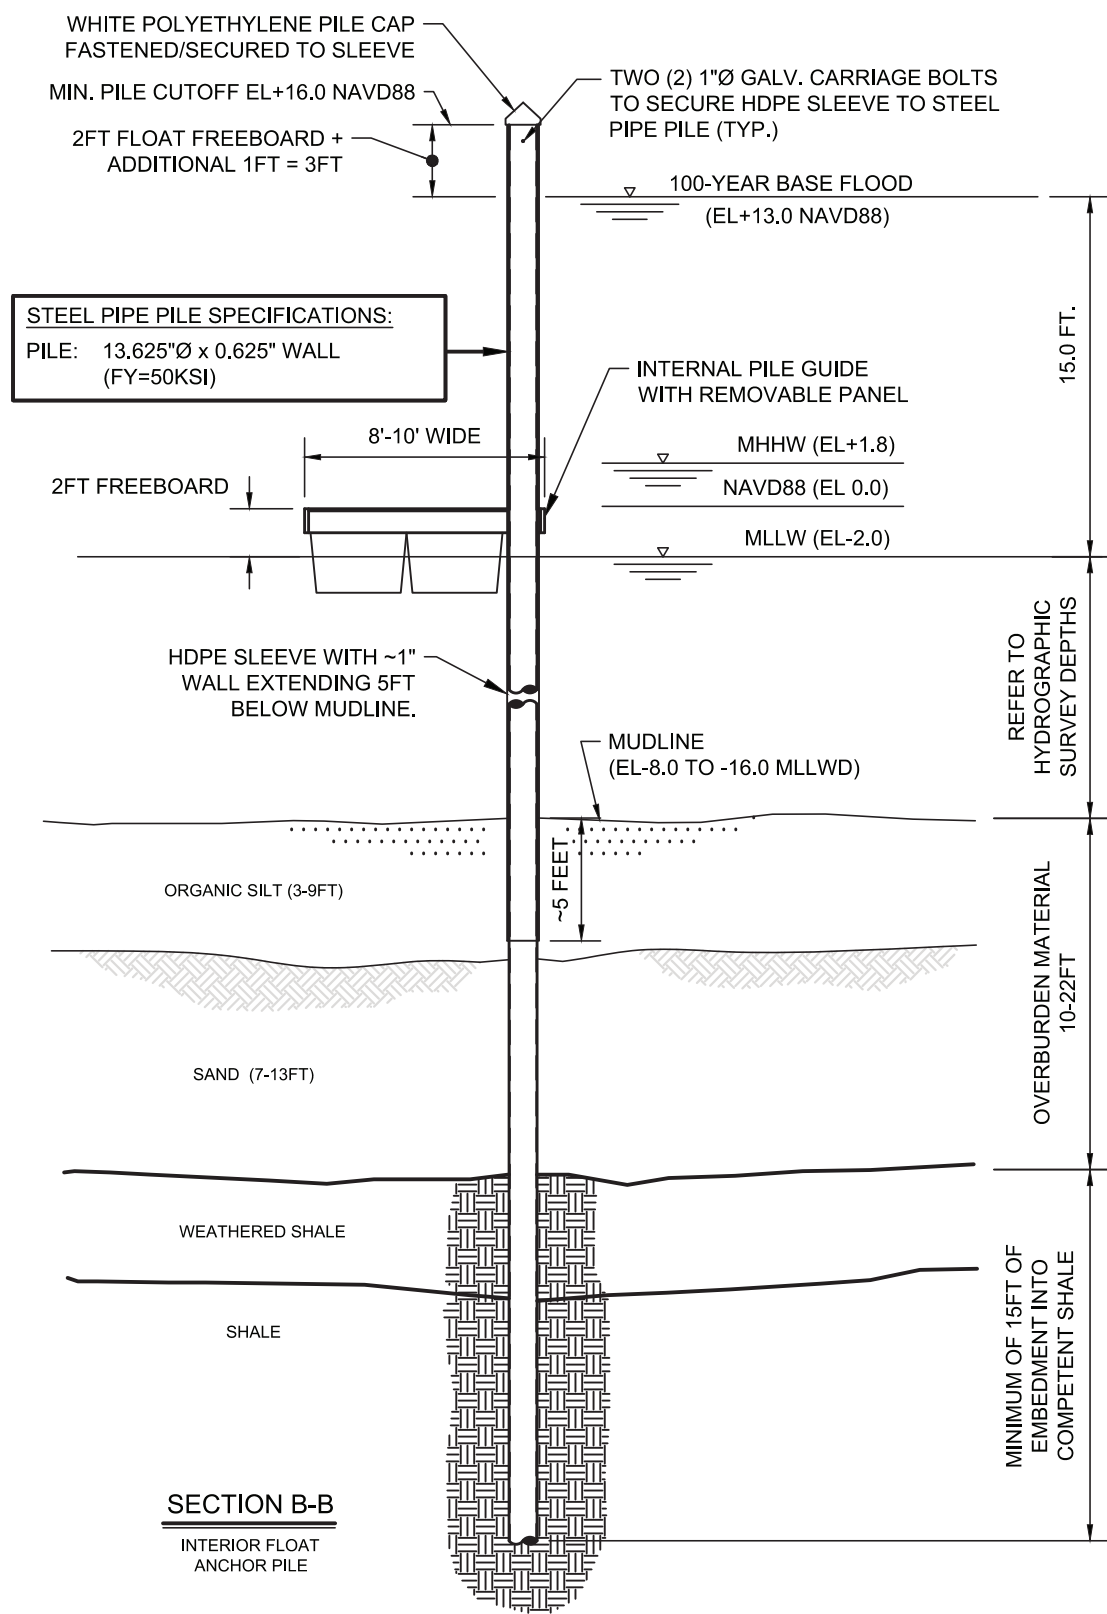 WHITE POLYETHYLENE PILE CAP
FASTENED/SECURED TO SLEEVE
MIN. PILE CUTOFF EL+16.0 NAVD88
2FT FLOAT FREEBOARD +
ADDITIONAL 1FT = 3FT
TWO (2) 1"Ø GALV. CARRIAGE BOLTS
TO SECURE HDPE SLEEVE TO STEEL
PIPE PILE (TYP.)
100-YEAR BASE FLOOD
(EL+13.0 NAVD88)
15.0 FT.
STEEL PIPE PILE SPECIFICATIONS:
PILE: 13.625"Ø x 0.625" WALL
(FY=50KSI)
INTERNAL PILE GUIDE
WITH REMOVABLE PANEL
8'-10' WIDE
2FT FREEBOARD
MHHW (EL+1.8)
NAVD88 (EL 0.0)
MLLW (EL-2.0)
HDPE SLEEVE WITH ~1"
WALL EXTENDING 5FT
BELOW MUDLINE.
REFER TO
HYDROGRAPHIC
SURVEY DEPTHS
MUDLINE
(EL-8.0 TO -16.0 MLLWD)
~5 FEET
ORGANIC SILT (3-9FT)
OVERBURDEN MATERIAL
10-22FT
SAND (7-13FT)
WEATHERED SHALE
SHALE
MINIMUM OF 15FT OF
EMBEDMENT INTO
COMPETENT SHALE
SECTION B-B
INTERIOR FLOAT
ANCHOR PILE